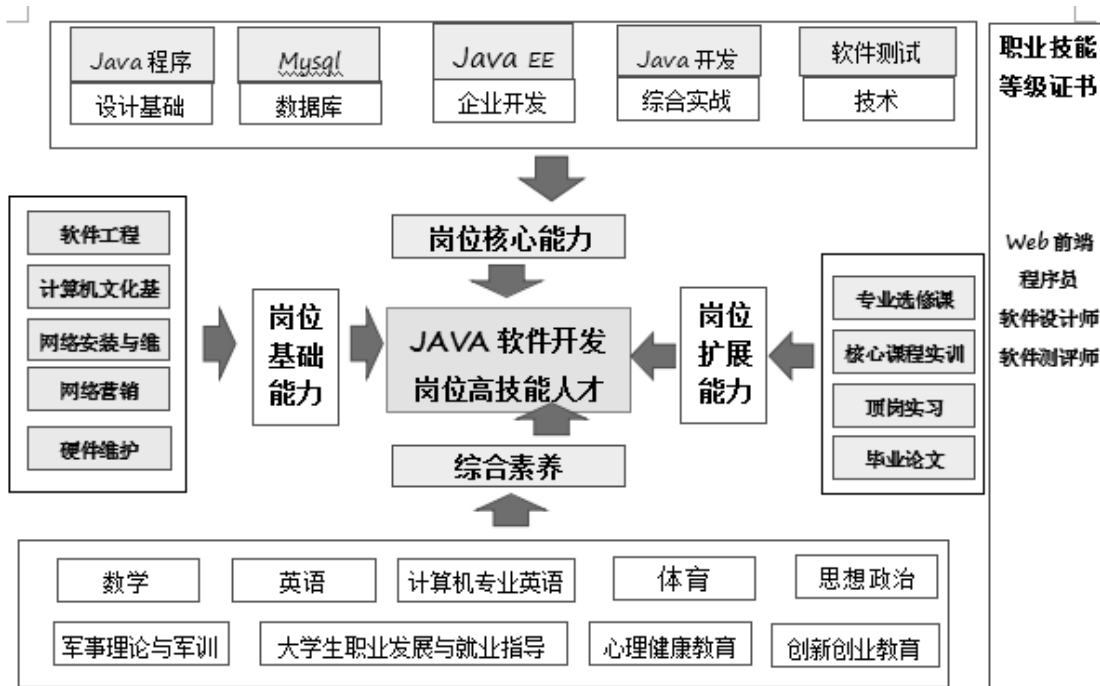 Java 程序
设计基础
Mysql
数据库
Java EE
企业开发
Java 开发
综合实战
软件测试
技术
职业技能
等级证书
Web 前端
程序员
软件设计师
软件测评师
岗位核心能力
软件工程
计算机文化基
网络安装与维
网络营销
硬件维护
岗位
基础
能力
JAVA 软件开发
岗位高技能人才
岗位
扩展
能力
专业选修课
核心课程实训
顶岗实习
毕业论文
综合素养
数学
英语
计算机专业英语
体育
思想政治
军事理论与军训
大学生职业发展与就业指导
心理健康教育
创新创业教育